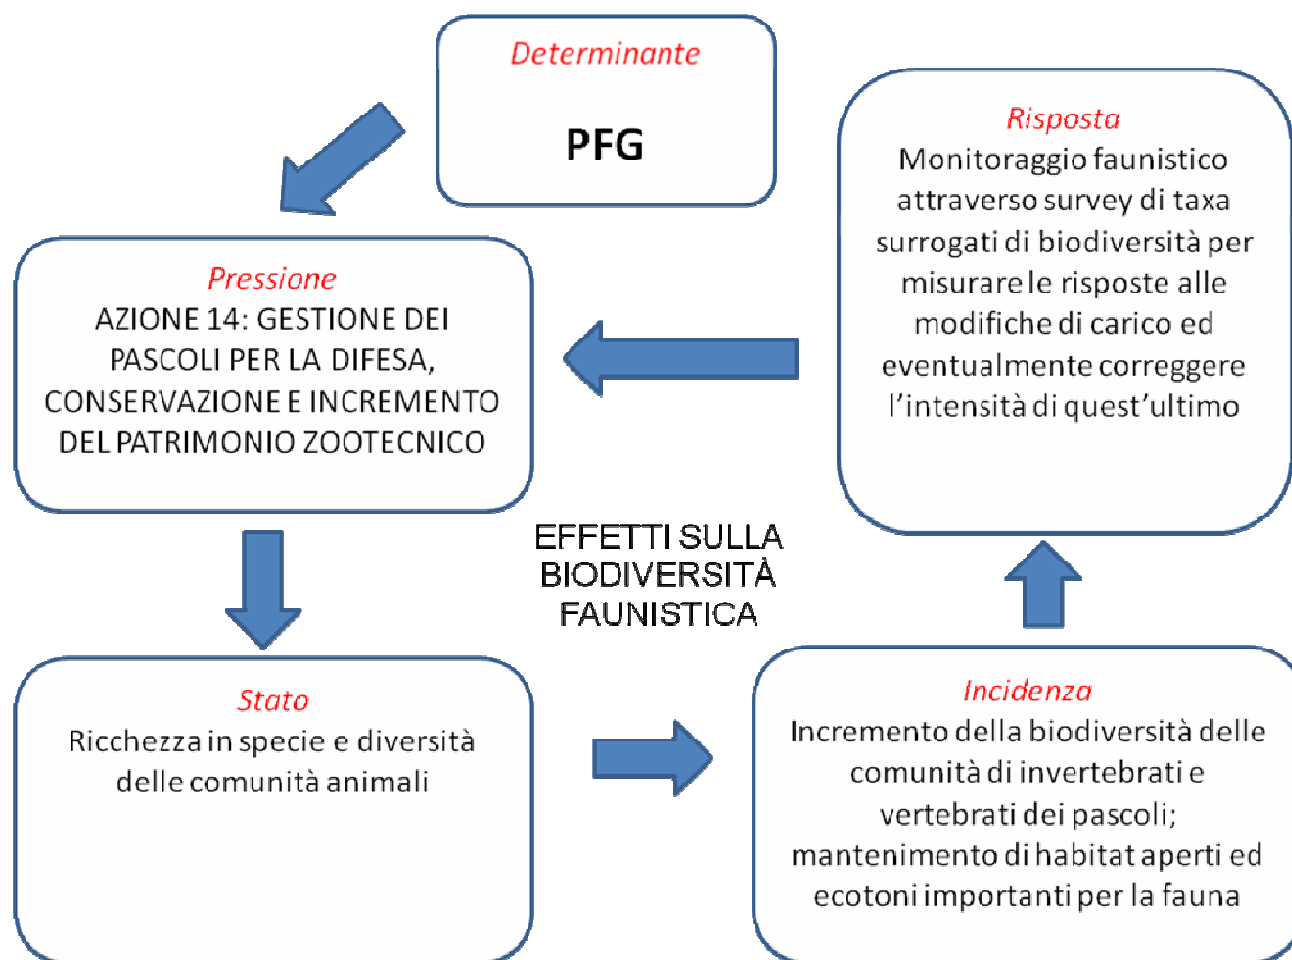 Determinante
PFG
Pressione
AZIONE 14: GESTIONE DEI
PASCOLI PER LA DIFESA,
CONSERVAZIONE E INCREMENTO
DEL PATRIMONIO ZOOTECNICO
Stato
Ricchezza in specie e diversità
delle comunità animali
Incidenza
Incremento della biodiversità delle
comunità di invertebrati e
vertebrati dei pascoli;
mantenimento di habitat aperti ed
ecotoni importanti per la fauna
Risposta
Monitoraggio faunistico
attraverso survey di taxa
surrogati di biodiversità per
misurare le risposte alle
modifiche di carico ed
eventualmente correggere
l'intensità di quest'ultimo
EFFETTI SULLA
BIODIVERSITÀ
FAUNISTICA